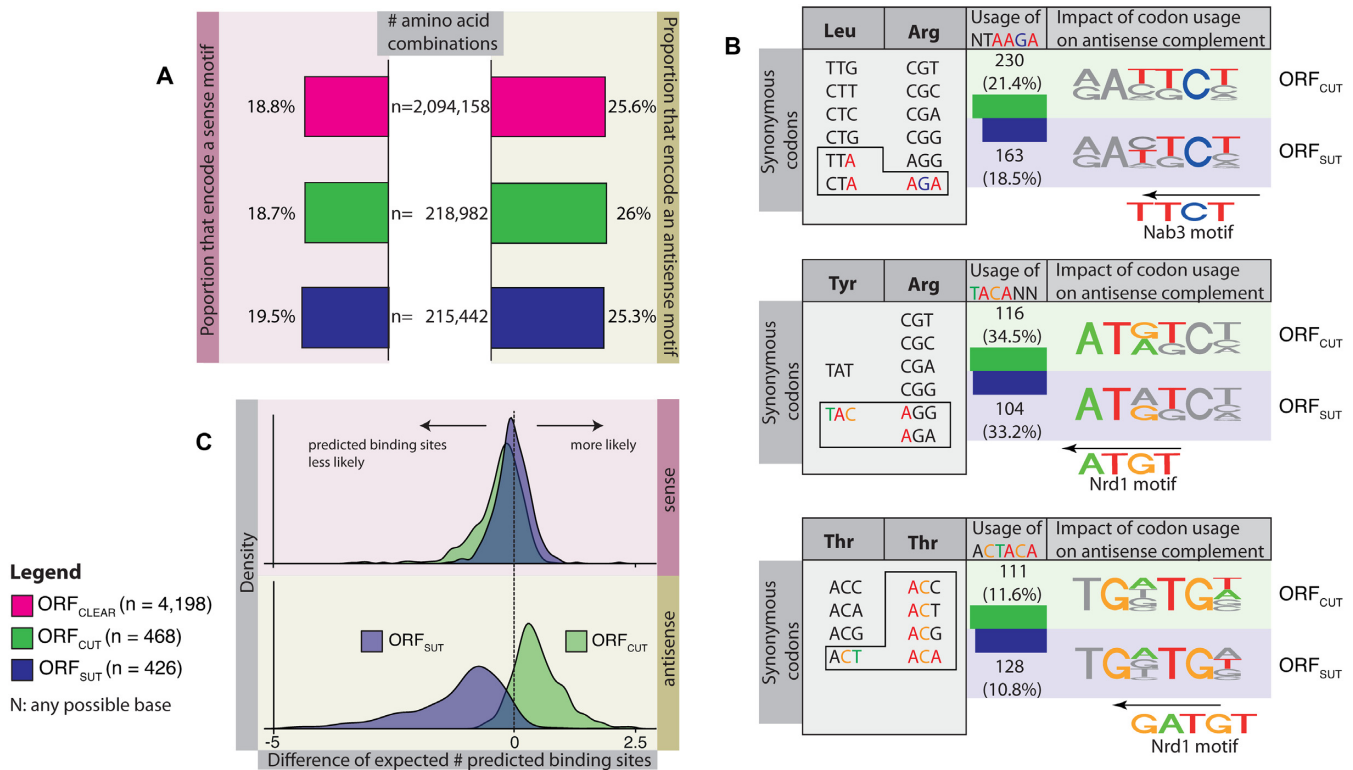 A
Poportion that encode a sense motif
# amino acid
combinations
Proportion that encode an antisense motif
18.8%
n=2,094,158
25.6%
18.7%
n= 218,982
26%
19.5%
n= 215,442
25.3%
B
Leu
Arg
Usage of
NTAAGA
Impact of codon usage
on antisense complement
Synonymous
codons
TTG
CTT
CTC
CTG
TTA
CTA
CGT
CGC
CGA
CGG
AGG
AGA
230
(21.4%)
163
(18.5%)
ORFCUT
ORFSUT
TTCT
Nab3 motif
Tyr
Arg
Usage of
TACANN
Impact of codon usage
on antisense complement
Synonymous
codons
TAT
TAC
CGT
CGC
CGA
CGG
AGG
AGA
116
(34.5%)
104
(33.2%)
ORFCUT
ORFSUT
ATGT
Nrd1 motif
Thr
Thr
Usage of
ACTACA
Impact of codon usage
on antisense complement
Synonymous
codons
ACC
ACA
ACG
ACT
ACC
ACT
ACG
ACA
111
(11.6%)
128
(10.8%)
ORFCUT
ORFSUT
GATGT
Nrd1 motif
C
Density
predicted binding sites
less likely
more likely
sense
antisense
ORFSUT
ORFCUT
-5
0
2.5
Difference of expected # predicted binding sites
Legend
ORFCLEAR (n = 4,198)
ORFCUT (n = 468)
ORFSUT (n = 426)
N: any possible base